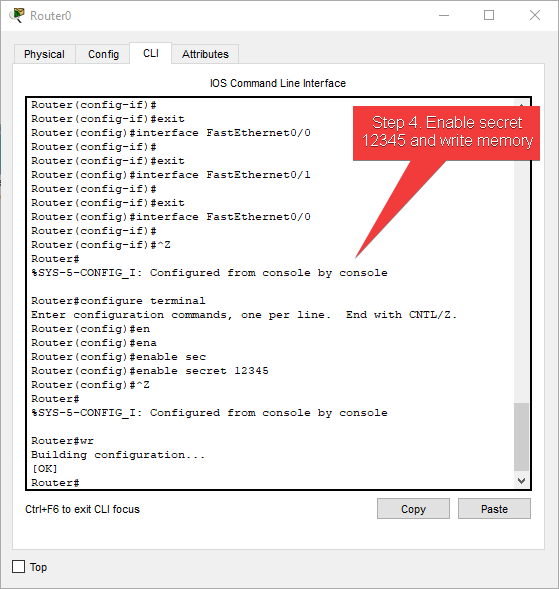 Router0
Physical Config CLI Attributes
IOS Command Line Interface
Router(config-if)#
Router(config-if)#exit
Router(config)#interface FastEthernet0/0
Router(config-if)#
Router(config-if)#exit
Router(config)#interface FastEthernet0/1
Router(config-if)#
Router(config-if)#exit
Router(config)#interface FastEthernet0/0
Router(config-if)#
Router(config-if)#^Z
Router#
%SYS-5-CONFIG_I: Configured from console by console

Router#configure terminal
Enter configuration commands, one per line.  End with CNTL/Z.
Router(config)#en
Router(config)#ena
Router(config)#enable sec
Router(config)#enable secret 12345
Router(config)#^Z
Router#
%SYS-5-CONFIG_I: Configured from console by console

Router#wr
Building configuration...
[OK]
Router#
Step 4. Enable secret
12345 and write memory
Ctrl+F6 to exit CLI focus
Copy Paste
Top